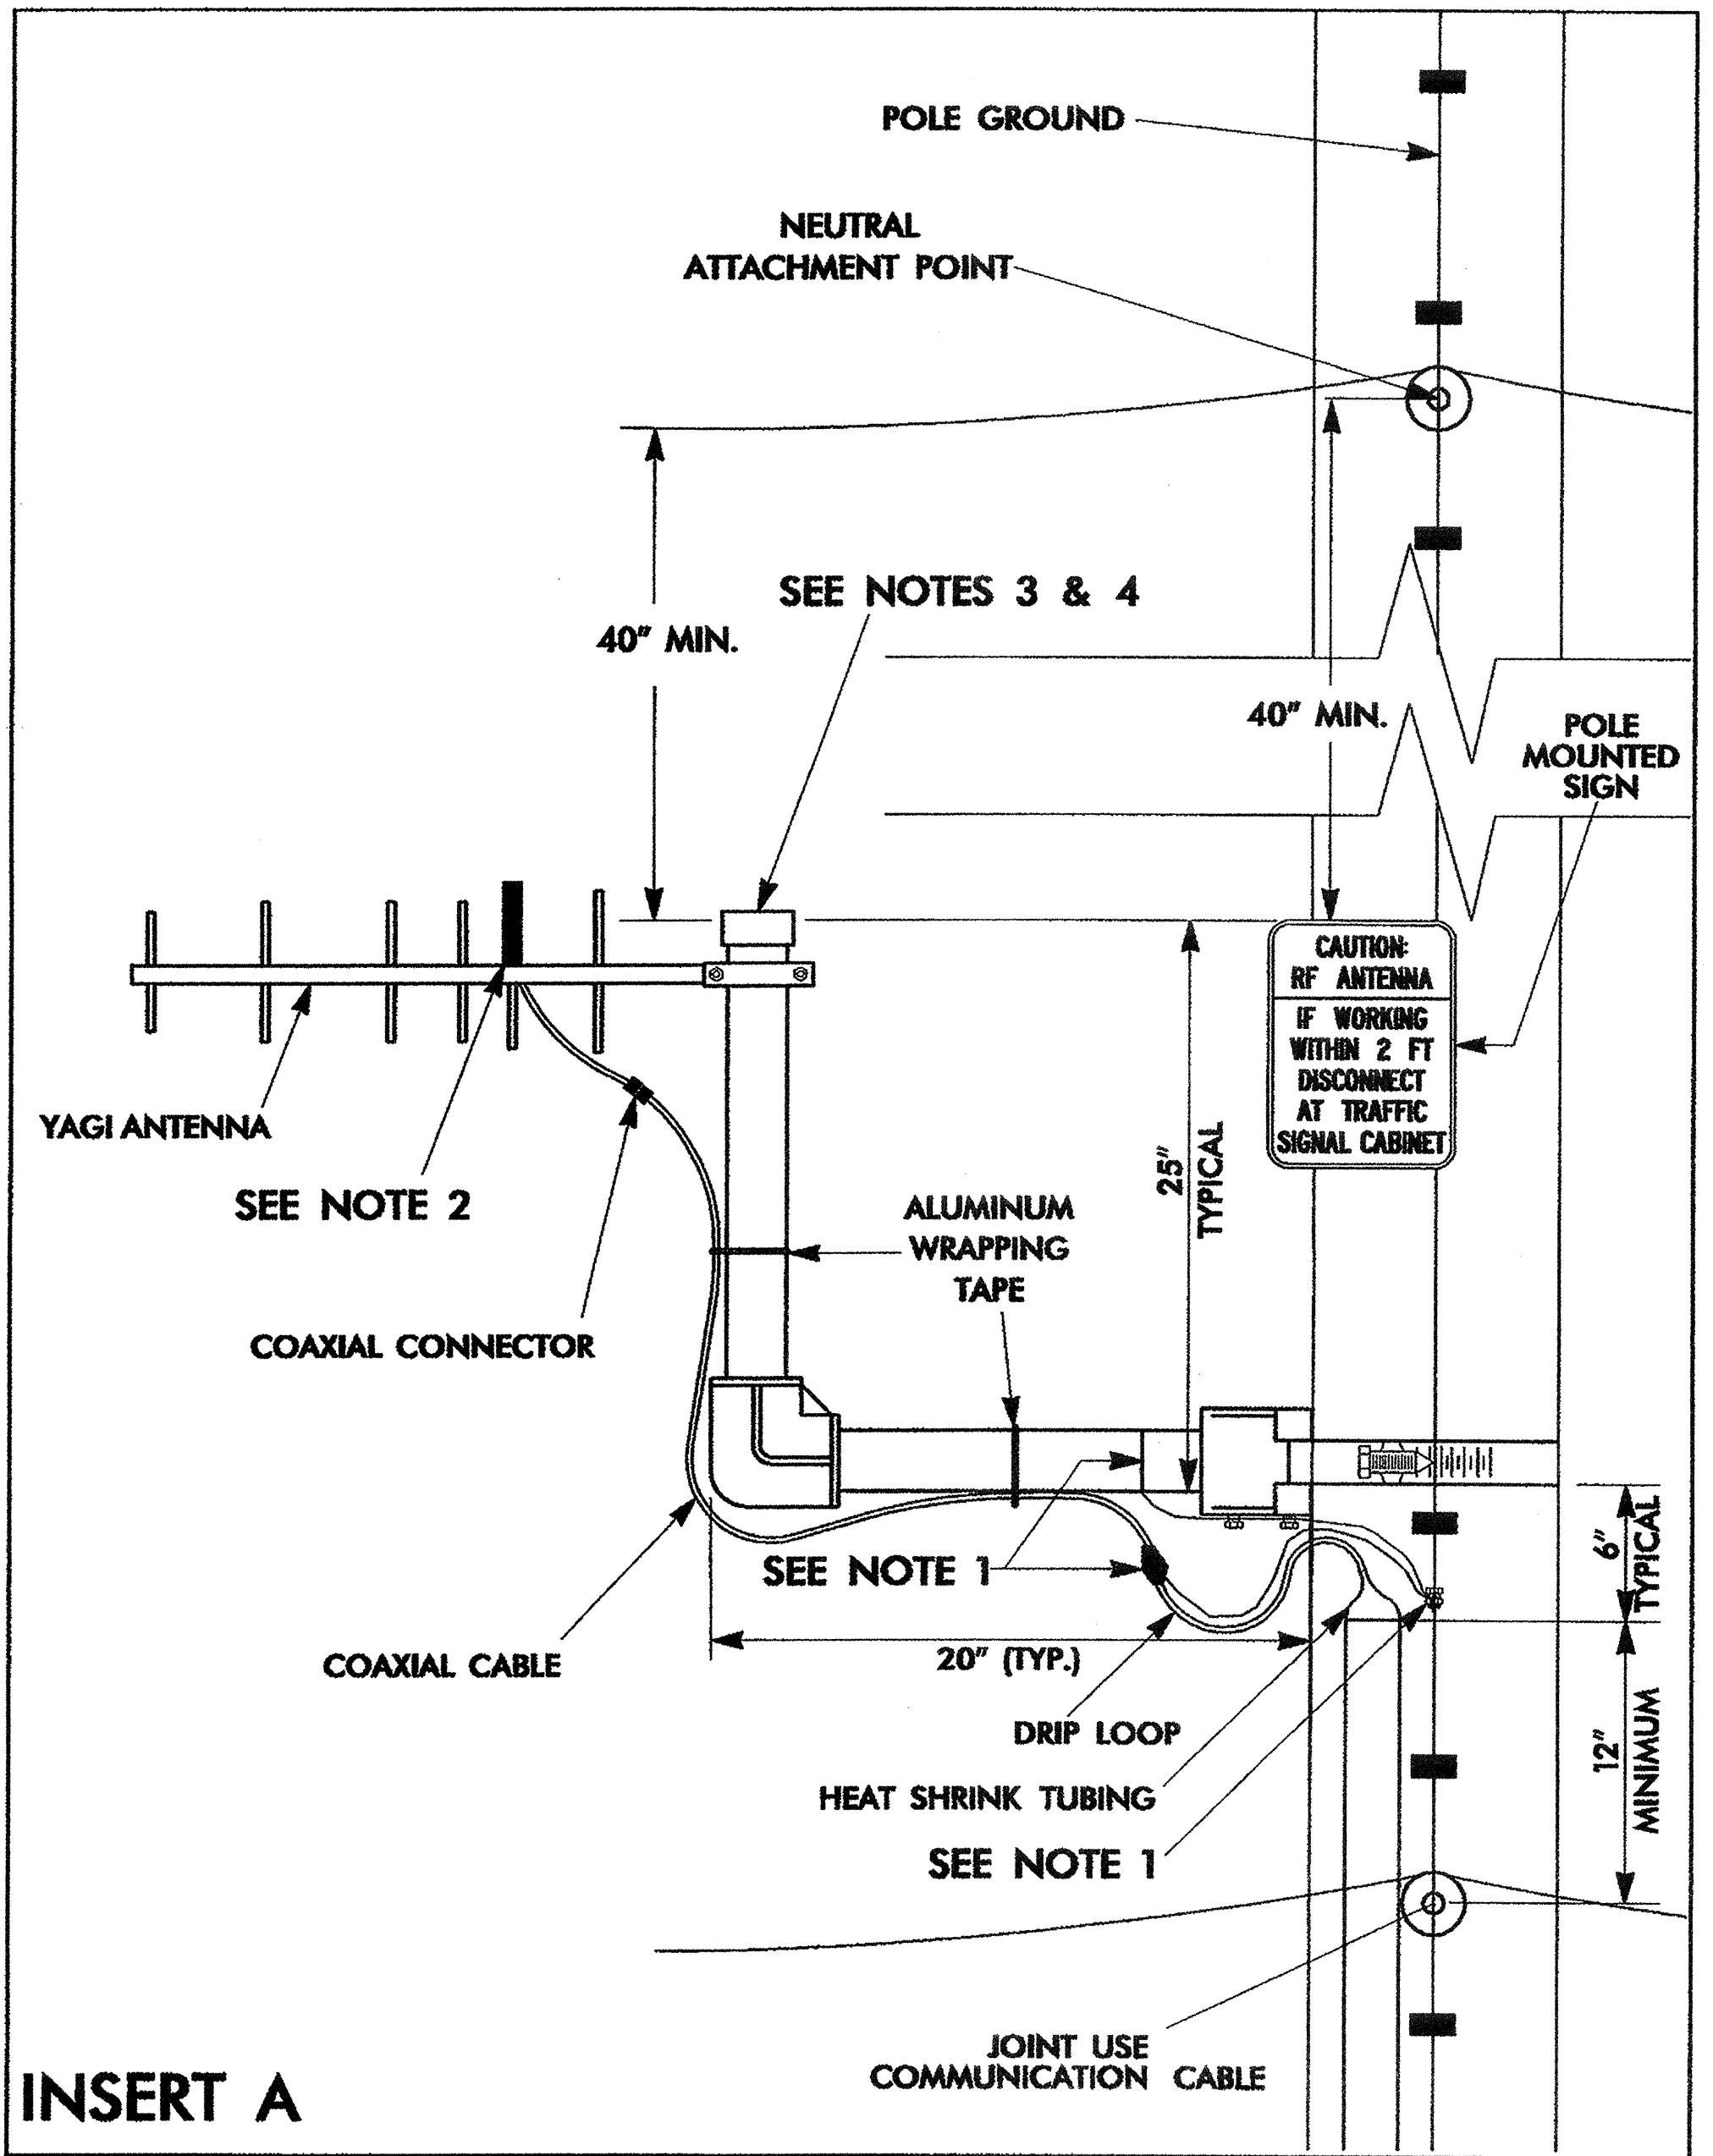 POLE GROUND
NEUTRAL
ATTACHMENT POINT
SEE NOTES 3 & 4
40" MIN.
40" MIN.
POLE
MOUNTED
SIGN
CAUTION:
RF ANTENNA
IF WORKING
WITHIN 2 FT
DISCONNECT
AT TRAFFIC
SIGNAL CABINET
YAGI ANTENNA
SEE NOTE 2
25"
TYPICAL
ALUMINUM
WRAPPING
TAPE
COAXIAL CONNECTOR
SEE NOTE 1
6"
TYPICAL
COAXIAL CABLE
20" (TYP.)
DRIP LOOP
12"
MINIMUM
HEAT SHRINK TUBING
SEE NOTE 1
JOINT USE
COMMUNICATION CABLE
INSERT A